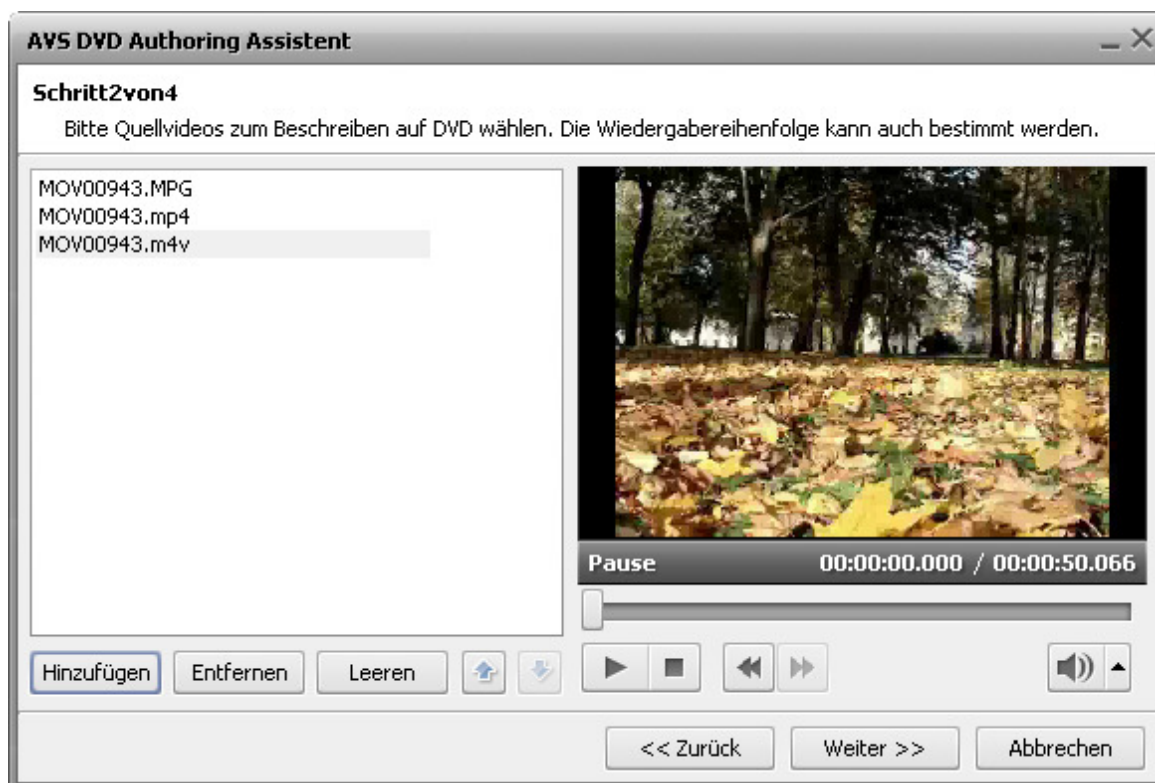 AVS DVD Authoring Assistent
Schritt2von4
Bitte Quellvideos zum Beschreiben auf DVD wählen. Die Wiedergabereihenfolge kann auch bestimmt werden.
MOV00943.MPG
MOV00943.mp4
MOV00943.m4v
Pause 00:00:00.000 / 00:00:50.066
Hinzufügen Entfernen Leeren
<< Zurück Weiter >> Abbrechen